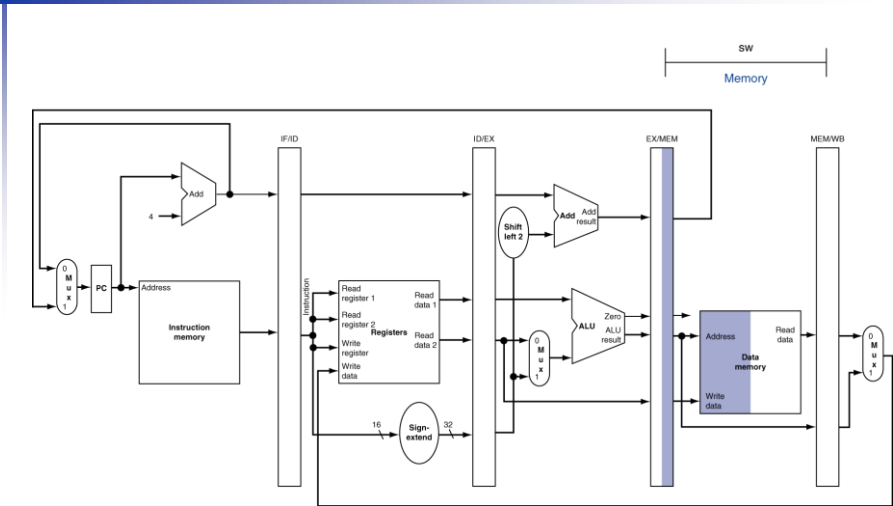 SW
Memory
IF/ID
ID/EX
EX/MEM
MEM/WB
Add
4
Shift
left 2
Add
Add
result
0
M
u
x
1
PC
Address
Instruction
memory
Instruction
Read
register 1
Read
register 2
Write
register
Write
data
Registers
Read
data 1
Read
data 2
16
Sign-
extend
32
0
M
u
x
1
ALU
Zero
ALU
result
Address
Write
data
Data
memory
Read
data
0
M
u
x
1